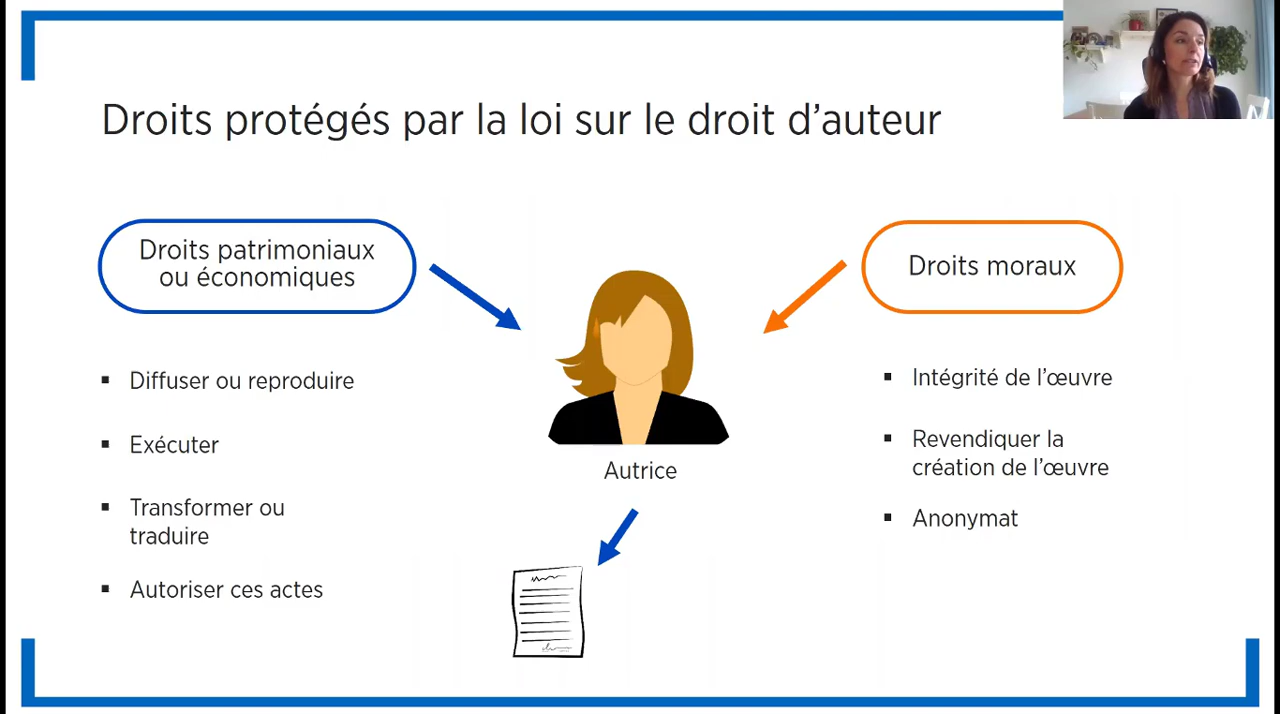 Droits protégés par la loi sur le droit d’auteur
Droits patrimoniaux
ou économiques
Diffuser ou reproduire
Exécuter
Transformer ou
traduire
Autoriser ces actes
Autrice
Droits moraux
Intégrité de l’œuvre
Revendiquer la
création de l’œuvre
Anonymat